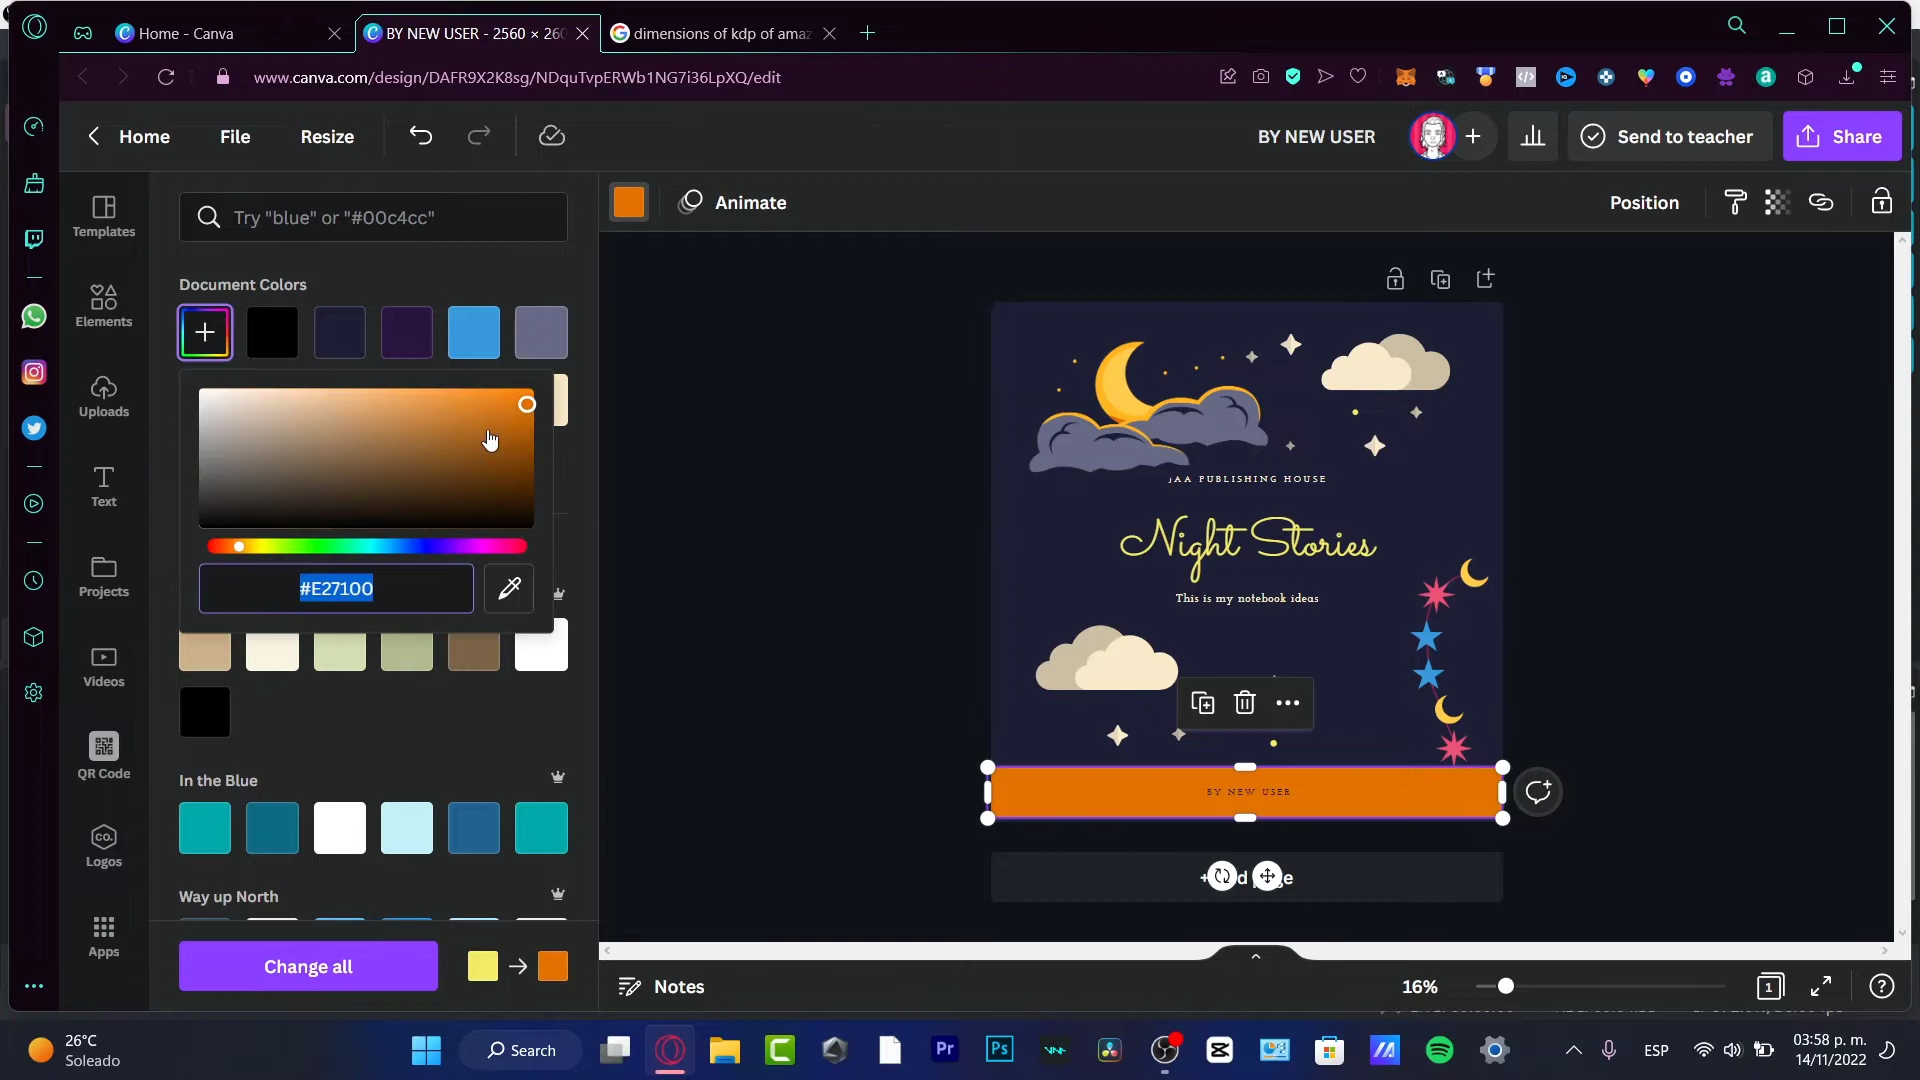 Home - Canva
BY NEW USER - 2560 × 260
dimensions of kdp of amaz
www.canva.com/design/DAFR9X2K8sg/NDquTvpERWb1NG7i36LpXQ/edit
Home
File
Resize
BY NEW USER
Send to teacher
Share
Templates
Elements
Uploads
Text
Projects
Videos
QR Code
Logos
Apps
Try "blue" or "#00c4cc"
Document Colors
#E27100
In the Blue
Way up North
Change all
Animate
Position
JAA PUBLISHING HOUSE
Night Stories
This is my notebook ideas
BY NEW USER
Notes
16%
1
26°C
Soleado
Search
ESP
03:58 p. m.
14/11/2022